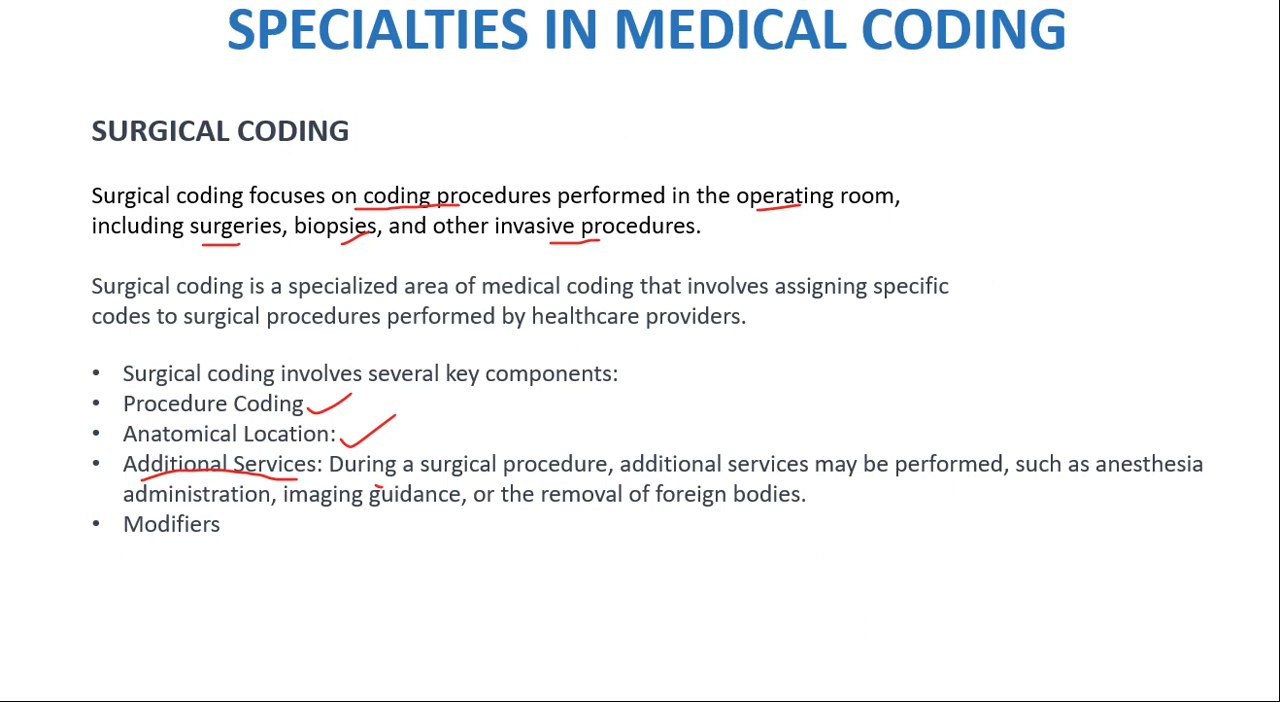 SPECIALTIES IN MEDICAL CODING
SURGICAL CODING
Surgical coding focuses on coding procedures performed in the operating room,
including surgeries, biopsies, and other invasive procedures.
Surgical coding is a specialized area of medical coding that involves assigning specific
codes to surgical procedures performed by healthcare providers.
• Surgical coding involves several key components:
• Procedure Coding
• Anatomical Location:
• Additional Services: During a surgical procedure, additional services may be performed, such as anesthesia
administration, imaging guidance, or the removal of foreign bodies.
• Modifiers